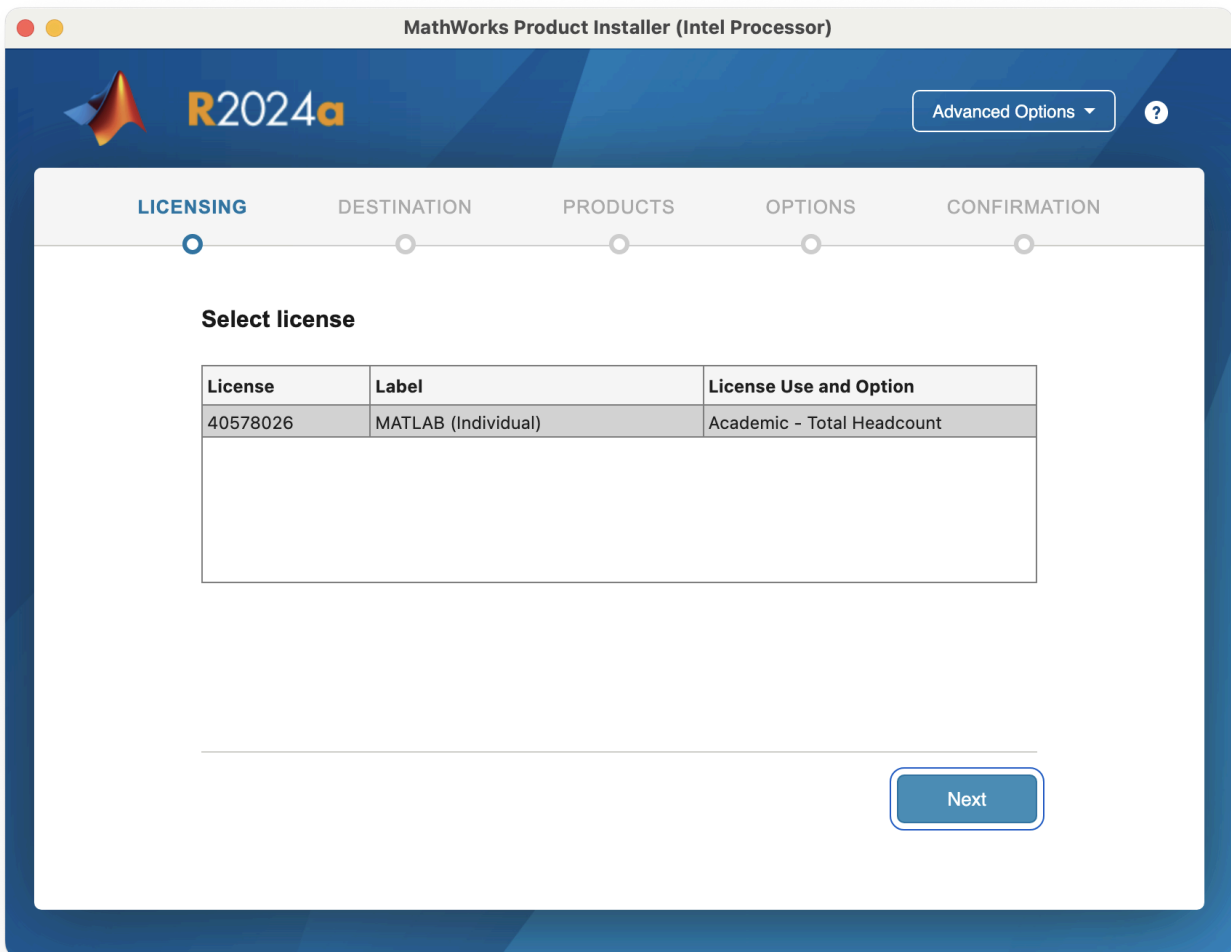 MathWorks Product Installer (Intel Processor)
R2024a
Advanced Options
?
LICENSING DESTINATION PRODUCTS OPTIONS CONFIRMATION
Select license
License Label License Use and Option
40578026 MATLAB (Individual) Academic - Total Headcount
Next